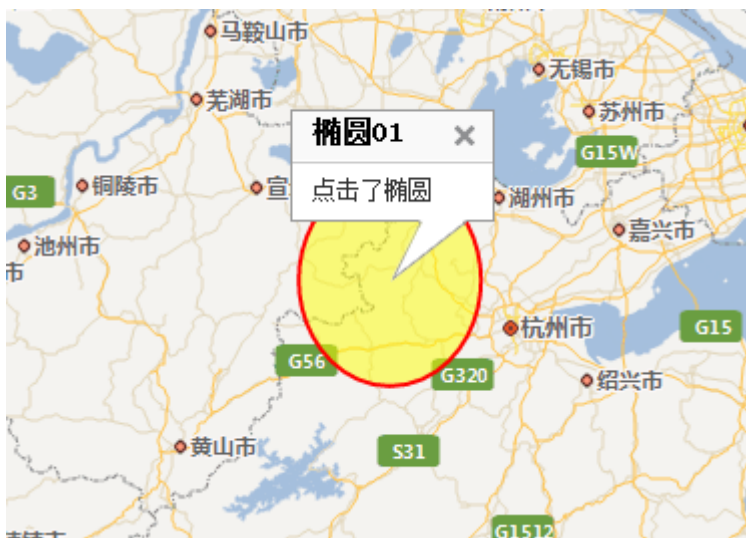 马鞍山市
无锡市
芜湖市
苏州市
椭圆01
G15W
点击了椭圆
G3
铜陵市
宣
湖州市
嘉兴市
池州市
市
杭州市
G15
G56
G320
绍兴市
黄山市
S31
G1512